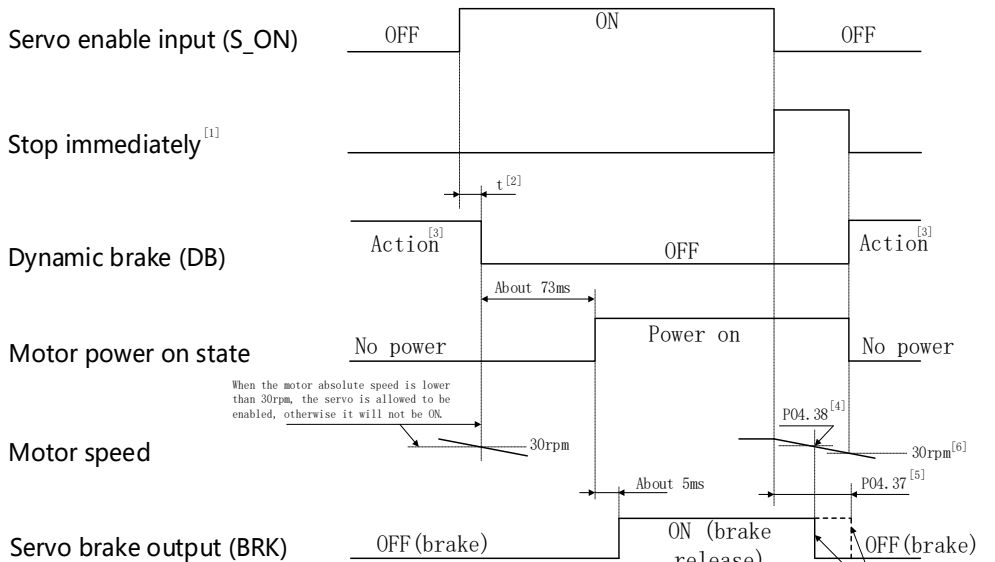 Servo enable input (S_ON)
OFF
ON
OFF
Stop immediately[1]
t[2]
Dynamic brake (DB)
Action[3]
OFF
Action[3]
About 73ms
Motor power on state
No power
Power on
No power
When the motor absolute speed is lower
than 30rpm, the servo is allowed to be
enabled, otherwise it will not be ON.
P04.38[4]
Motor speed
30rpm
30rpm[6]
About 5ms
P04.37[5]
Servo brake output (BRK)
OFF(brake)
ON (brake
release)
OFF(brake)